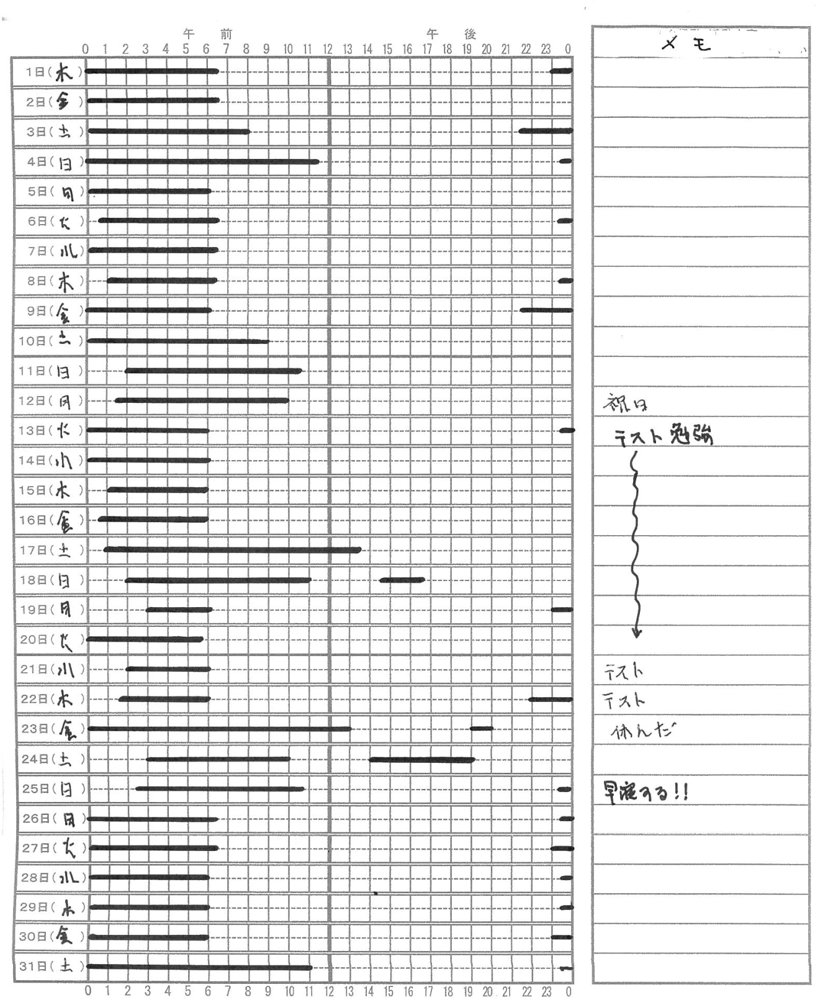 午 前 午 後
0 1 2 3 4 5 6 7 8 9 10 11 12 13 14 15 16 17 18 19 20 21 22 23 0
メモ
1日(木)
2日(金)
3日(土)
4日(日)
5日(月)
6日(火)
7日(水)
8日(木)
9日(金)
10日(土)
11日(日)
12日(月) 祝日
13日(火) テスト勉強
14日(水)
15日(木)
16日(金)
17日(土)
18日(日)
19日(月)
20日(火)
21日(水) テスト
22日(木) テスト
23日(金) 休んだ
24日(土)
25日(日) 早寝する!!
26日(月)
27日(火)
28日(水)
29日(木)
30日(金)
31日(土)
0 1 2 3 4 5 6 7 8 9 10 11 12 13 14 15 16 17 18 19 20 21 22 23 0